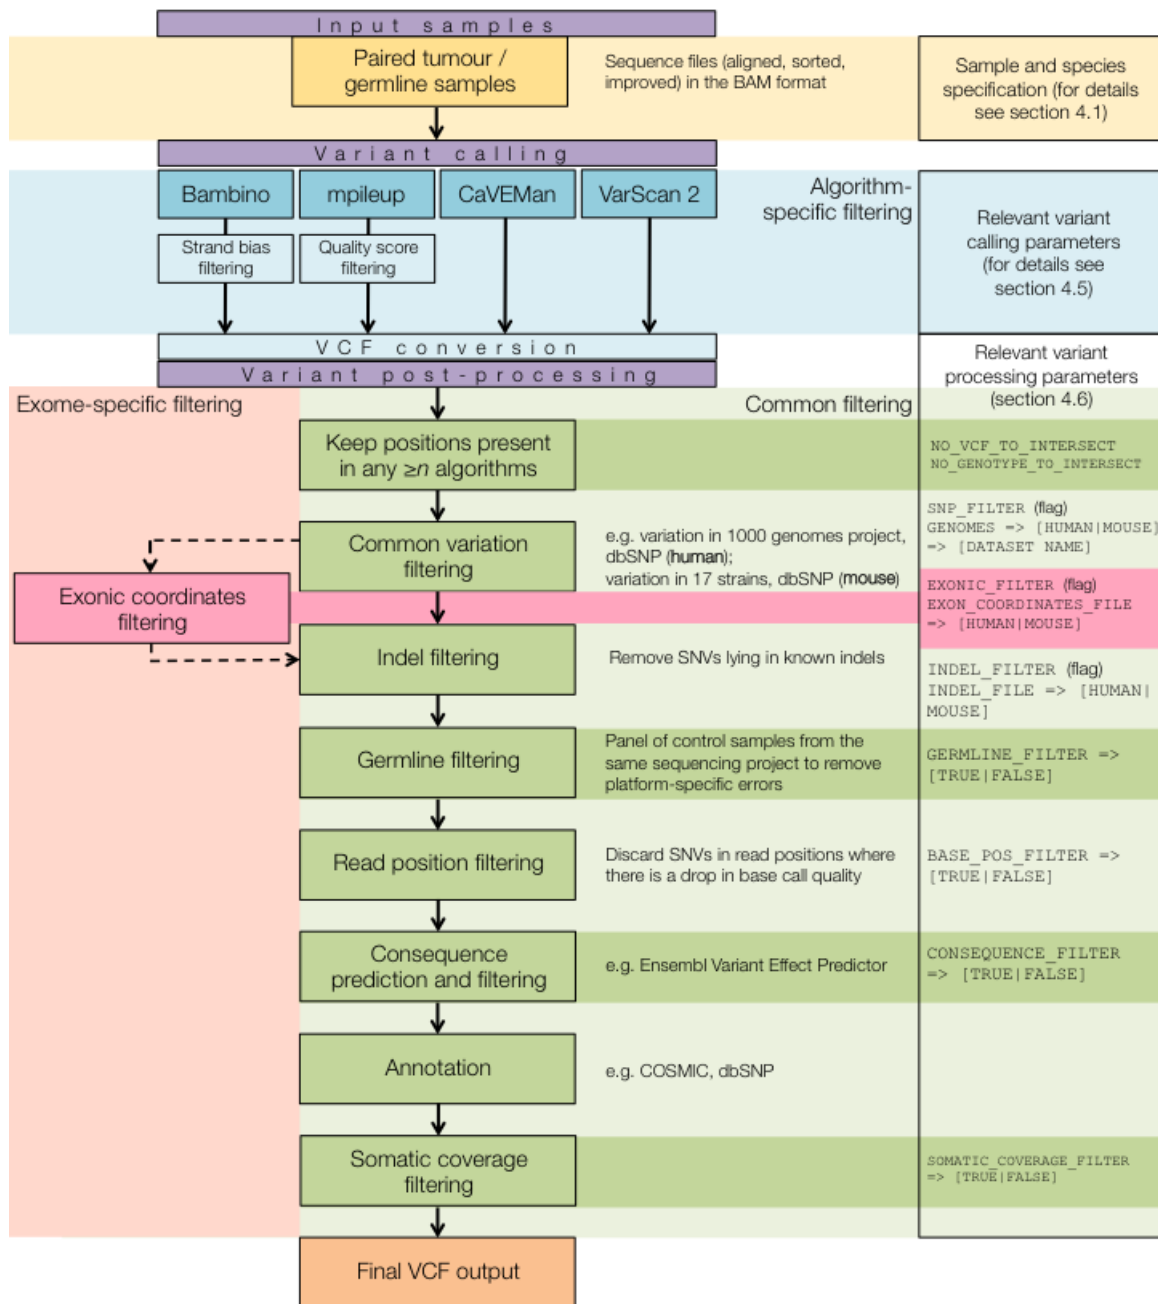 Input samples
Paired tumour /
germline samples
Sequence files (aligned, sorted,
improved) in the BAM format
Sample and species
specification (for details
see section 4.1)
Variant calling
Bambino
mpileup
CaVEMan
VarScan 2
Algorithm-
specific filtering
Strand bias
filtering
Quality score
filtering
Relevant variant
calling parameters
(for details see
section 4.5)
VCF conversion
Variant post-processing
Relevant variant
processing parameters
(section 4.6)
Exome-specific filtering
Common filtering
Keep positions present
in any ≥n algorithms
NO_VCF_TO_INTERSECT
NO_GENOTYPE_TO_INTERSECT
Common variation
filtering
e.g. variation in 1000 genomes project,
dbSNP (human);
variation in 17 strains, dbSNP (mouse)
SNP_FILTER (flag)
GENOMES => [HUMAN|MOUSE]
=> [DATASET NAME]
Exonic coordinates
filtering
EXONIC_FILTER (flag)
EXON_COORDINATES_FILE
=> [HUMAN|MOUSE]
Indel filtering
Remove SNVs lying in known indels
INDEL_FILTER (flag)
INDEL_FILE => [HUMAN|
MOUSE]
Germline filtering
Panel of control samples from the
same sequencing project to remove
platform-specific errors
GERMLINE_FILTER =>
[TRUE|FALSE]
Read position filtering
Discard SNVs in read positions where
there is a drop in base call quality
BASE_POS_FILTER =>
[TRUE|FALSE]
Consequence
prediction and filtering
e.g. Ensembl Variant Effect Predictor
CONSEQUENCE_FILTER
=> [TRUE|FALSE]
Annotation
e.g. COSMIC, dbSNP
Somatic coverage
filtering
SOMATIC_COVERAGE_FILTER
=> [TRUE|FALSE]
Final VCF output